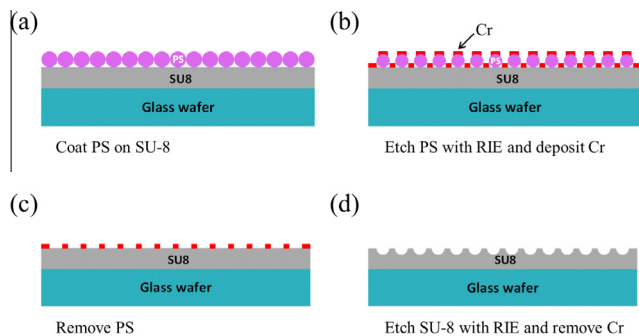 (a)
PS
SU8
Glass wafer
Coat PS on SU-8
(b)
Cr
PS
SU8
Glass wafer
Etch PS with RIE and deposit Cr
(c)
SU8
Glass wafer
Remove PS
(d)
SU8
Glass wafer
Etch SU-8 with RIE and remove Cr